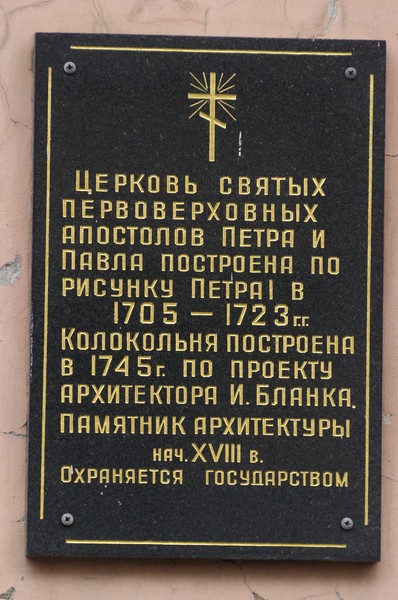 Церковь святых
первоверховных
апостолов Петра и
Павла построена по
рисунку Петра I в
1705 – 1723 г.г.
Колокольня построена
в 1745 г. по проекту
архитектора И. Бланка.
Памятник архитектуры
нач. XVIII в.
Охраняется государством